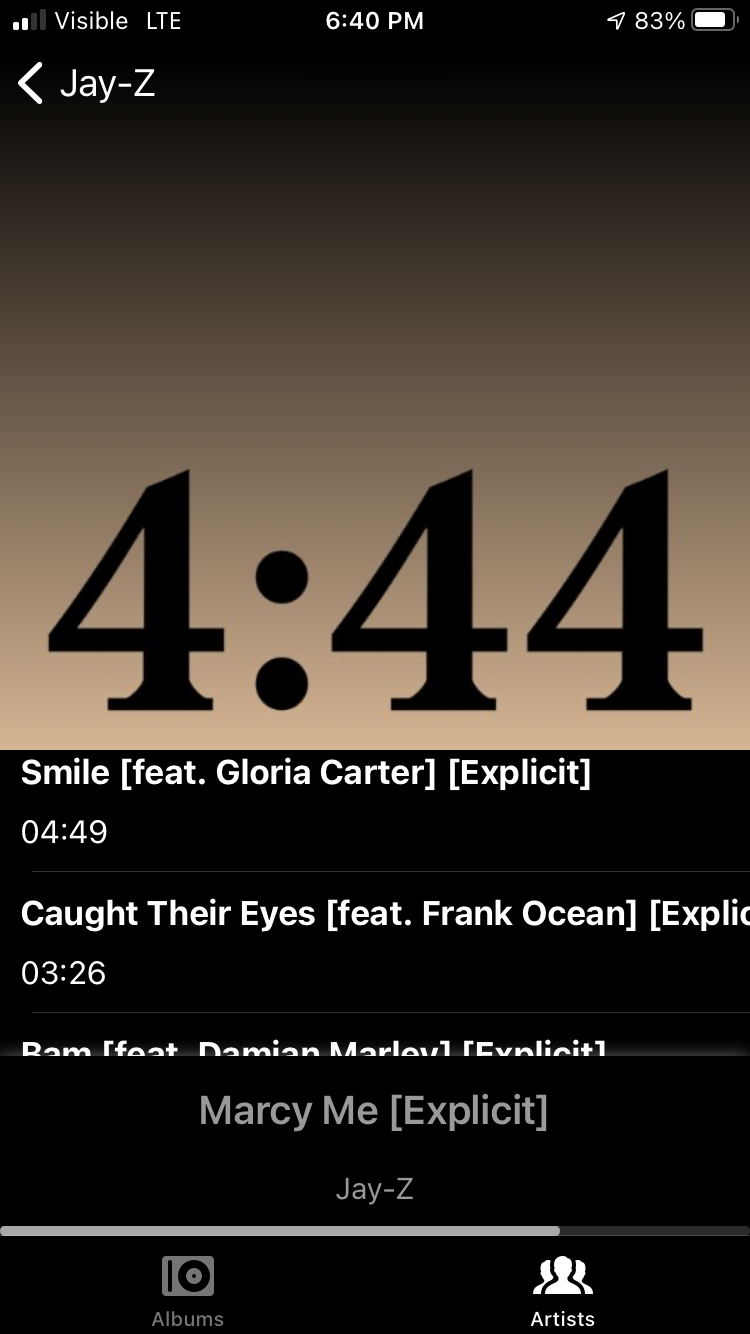 Visible LTE 6:40 PM 83%
Jay-Z
4:44
Smile [feat. Gloria Carter] [Explicit]
04:49
Caught Their Eyes [feat. Frank Ocean] [Explic
03:26
Bam [feat. Damian Marley] [Explicit]
Marcy Me [Explicit]
Jay-Z
Albums Artists